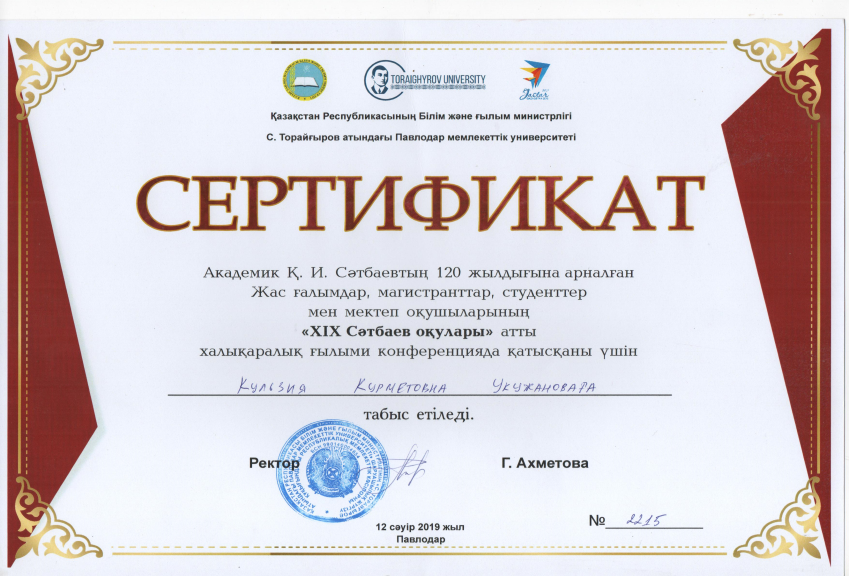 TORAIGHYROV UNIVERSITY
Jastar
Қазақстан Республикасының Білім және ғылым министрлігі
С. Торайғыров атындағы Павлодар мемлекеттік университеті
СЕРТИФИКАТ
Академик Қ. И. Сәтбаевтың 120 жылдығына арналған
Жас ғалымдар, магистранттар, студенттер
мен мектеп оқушыларының
«XIX Сәтбаев оқулары» атты
халықаралық ғылыми конференцияда қатысқаны үшін
Кульзия Курметовна Укужановаға
табыс етіледі.
Ректор Г. Ахметова
№ 2215
12 сәуір 2019 жыл
Павлодар